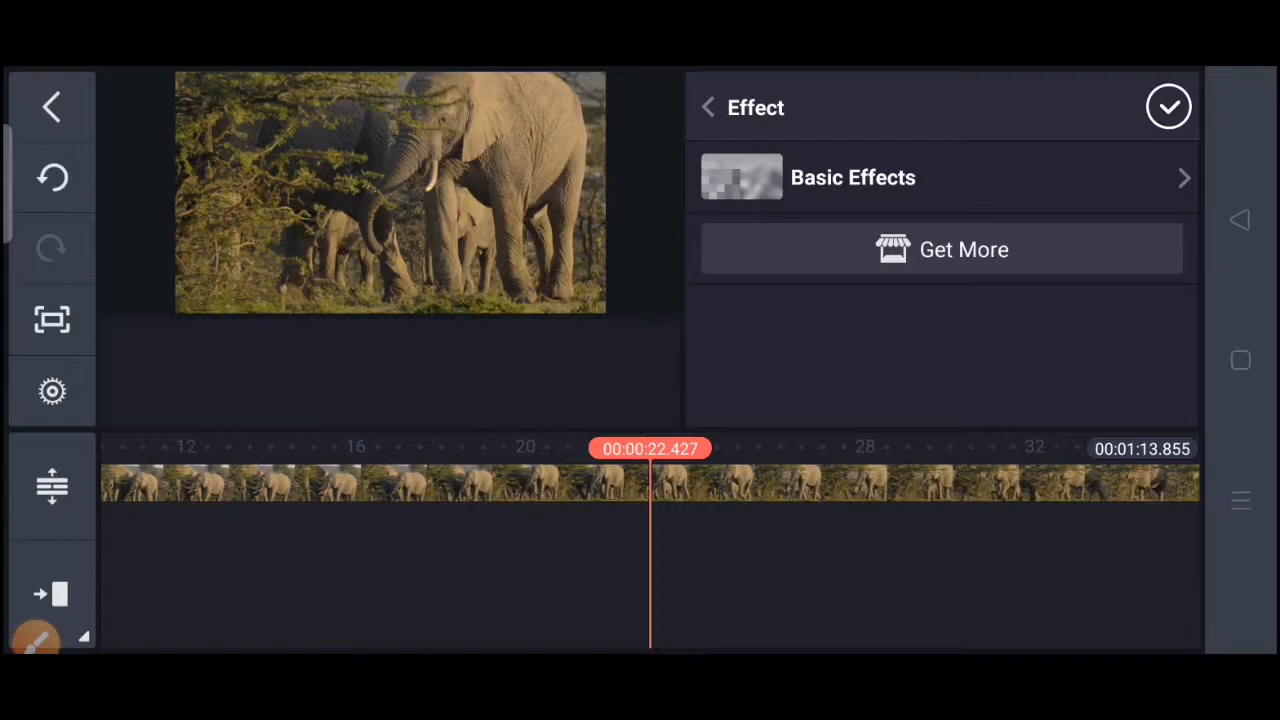 Effect
Basic Effects
Get More
12
16
20
00:00:22.427
28
32
00:01:13.855